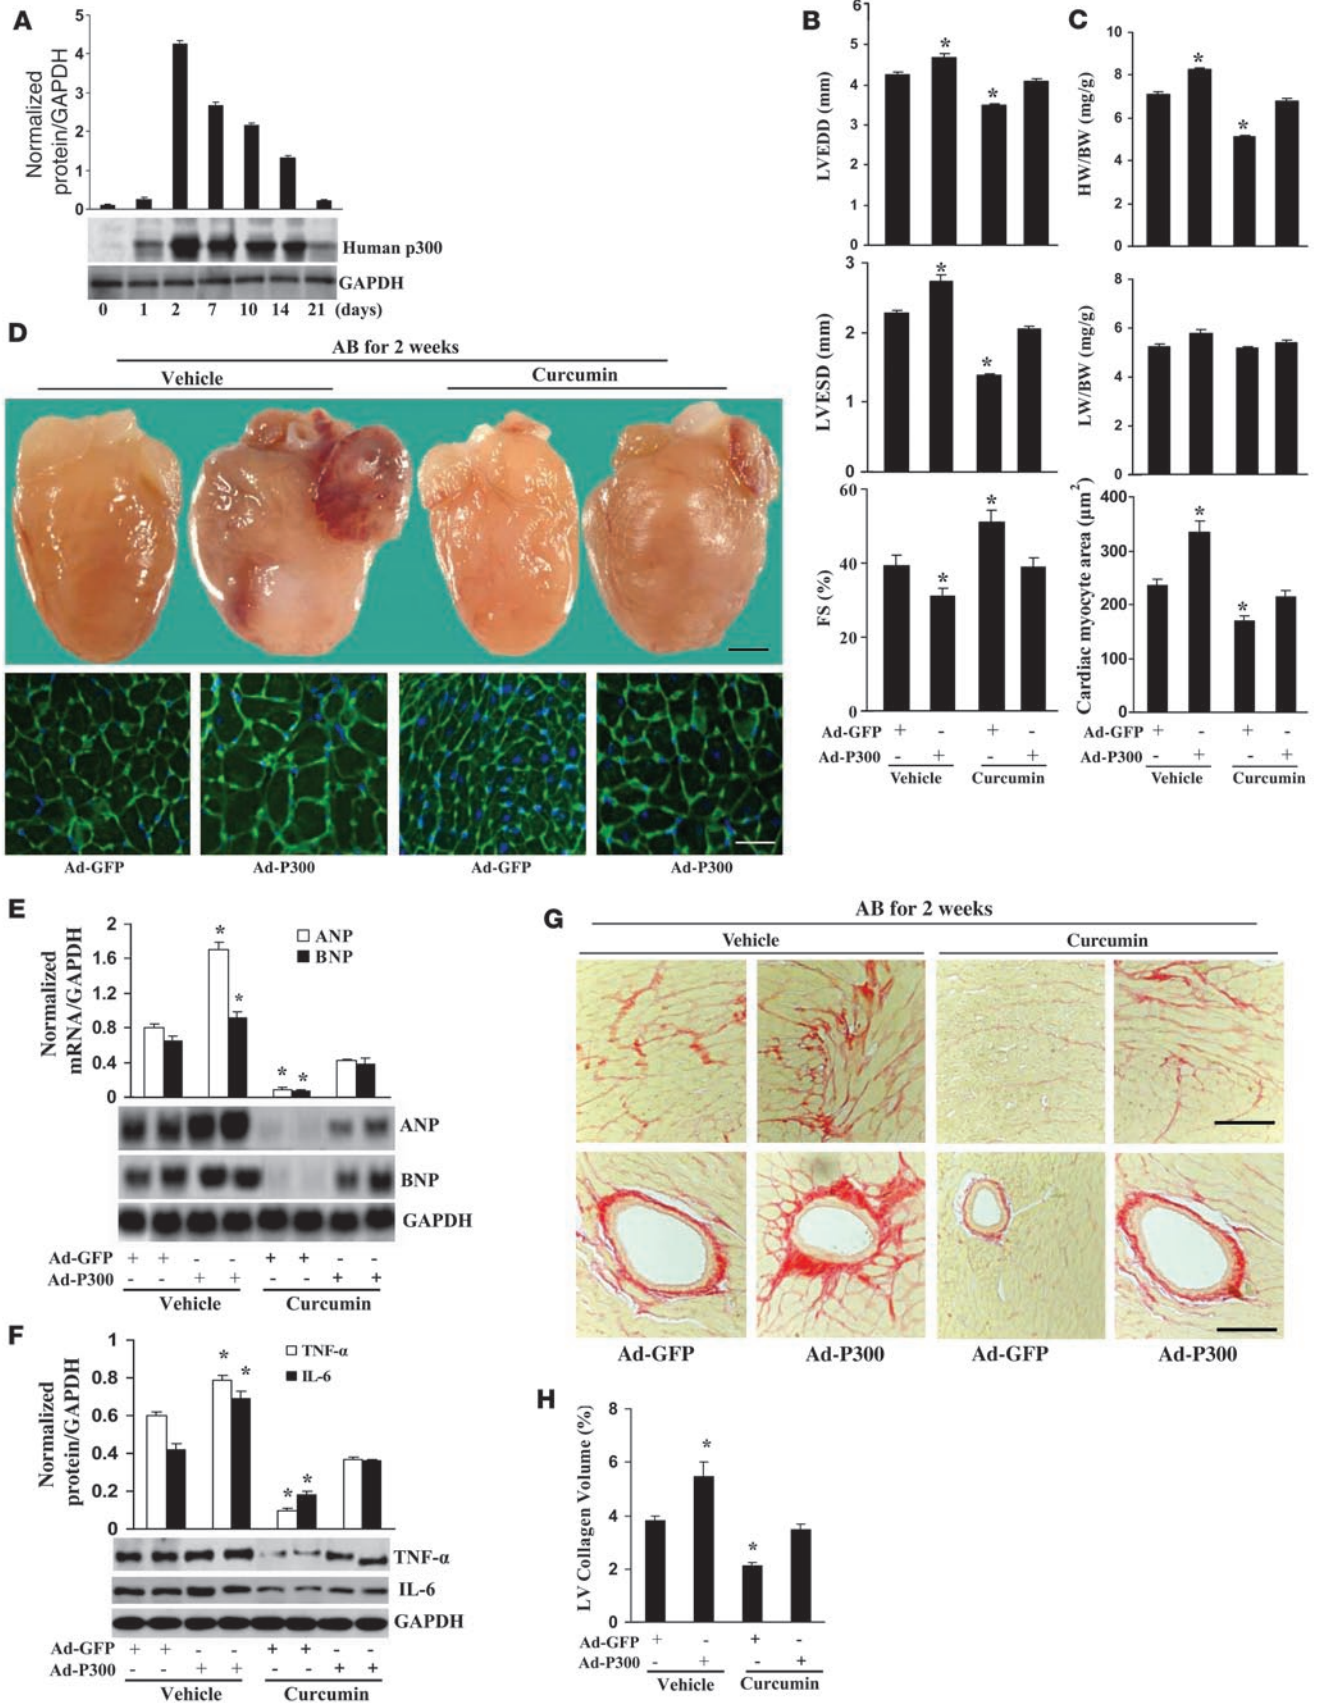 A
5
4
3
2
1
0
Normalized
protein/GAPDH
Human p300
GAPDH
0 1 2 7 10 14 21 (days)
B
6
5
4
3
2
1
0
LVEDD (mm)
* *
3
2
1
0
LVESD (mm)
* *
60
40
20
0
FS (%)
* *
Ad-GFP + - + -
Ad-P300 - + - +
Vehicle Curcumin
C
10
8
6
4
2
0
HW/BW (mg/g)
* *
8
6
4
2
0
LW/BW (mg/g)
400
300
200
100
0
Cardiac myocyte area (µm²)
* *
Ad-GFP + - + -
Ad-P300 - + - +
Vehicle Curcumin
D
AB for 2 weeks
Vehicle Curcumin
Ad-GFP Ad-P300 Ad-GFP Ad-P300
E
2
1.6
1.2
0.8
0.4
0
Normalized
mRNA/GAPDH
ANP
BNP
* * * *
ANP
BNP
GAPDH
Ad-GFP + + - - + + - -
Ad-P300 - - + + - - + +
Vehicle Curcumin
F
1
0.8
0.6
0.4
0.2
0
Normalized
protein/GAPDH
TNF-α
IL-6
* * * *
TNF-α
IL-6
GAPDH
Ad-GFP + + - - + + - -
Ad-P300 - - + + - - + +
Vehicle Curcumin
G
AB for 2 weeks
Vehicle Curcumin
Ad-GFP Ad-P300 Ad-GFP Ad-P300
H
8
6
4
2
0
LV Collagen Volume (%)
* *
Ad-GFP + - + -
Ad-P300 - + - +
Vehicle Curcumin